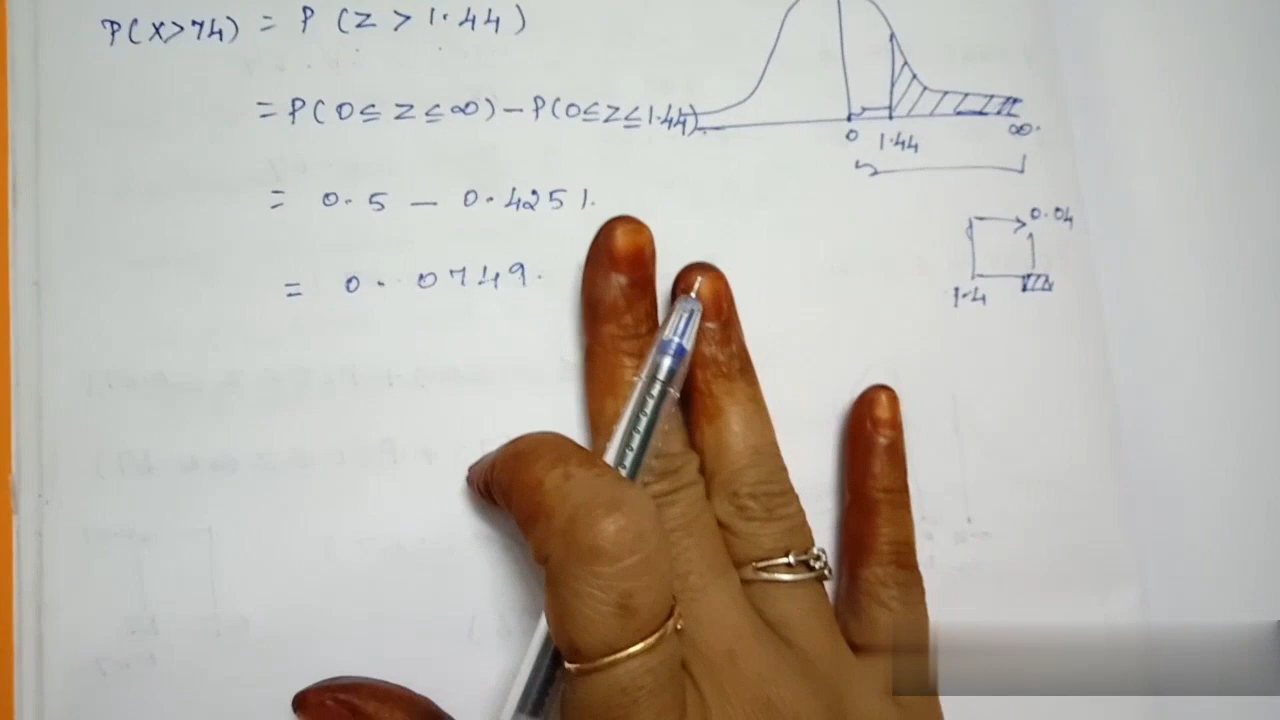 P(X>74) = P (Z > 1.44)
= P(0 ≤ Z ≤ ∞) - P(0≤Z≤1.44)
0 1.44 ∞.
= 0.5 - 0.4251.
0.04
= 0.0749.
1.4